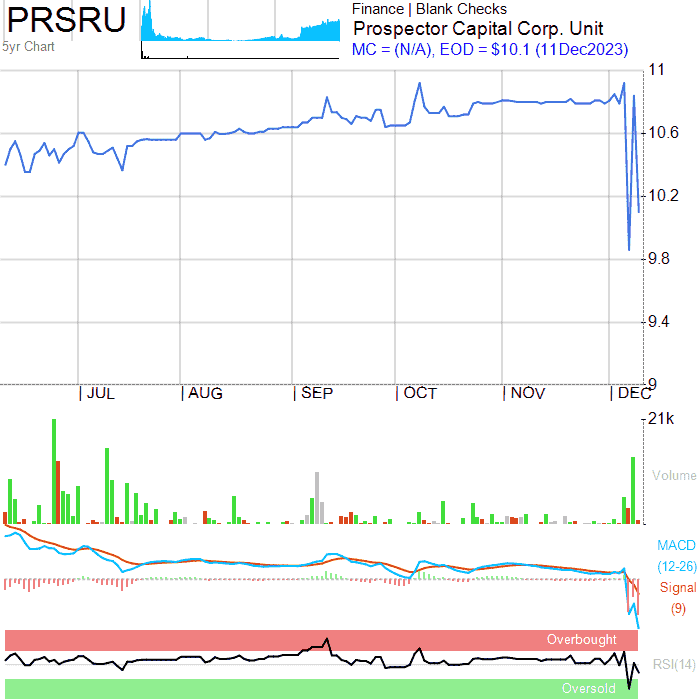 PRSRU
5yr Chart
Finance | Blank Checks
Prospector Capital Corp. Unit
MC = (N/A), EOD = $10.1 (11Dec2023)
11
10.6
10.2
9.8
9.4
9
| JUL | AUG | SEP | OCT | NOV | DEC
21k
Volume
MACD
(12-26)
Signal
(9)
Overbought
RSI(14)
Oversold